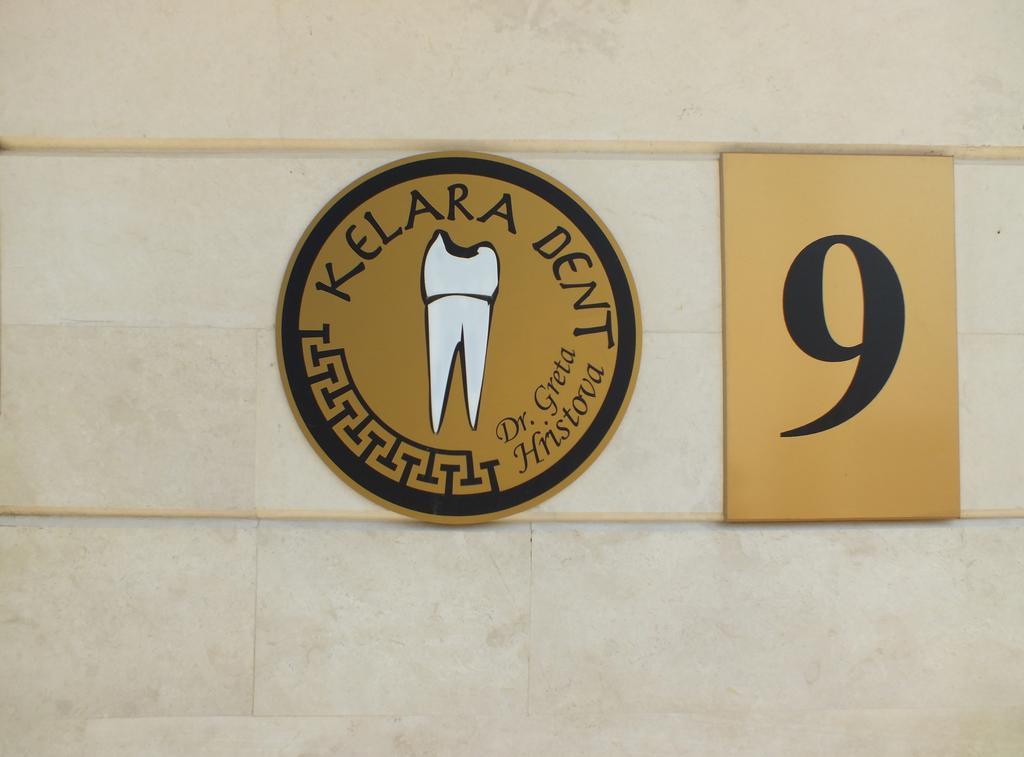 KELARA DENT
Dr. Greta
Hristova
9